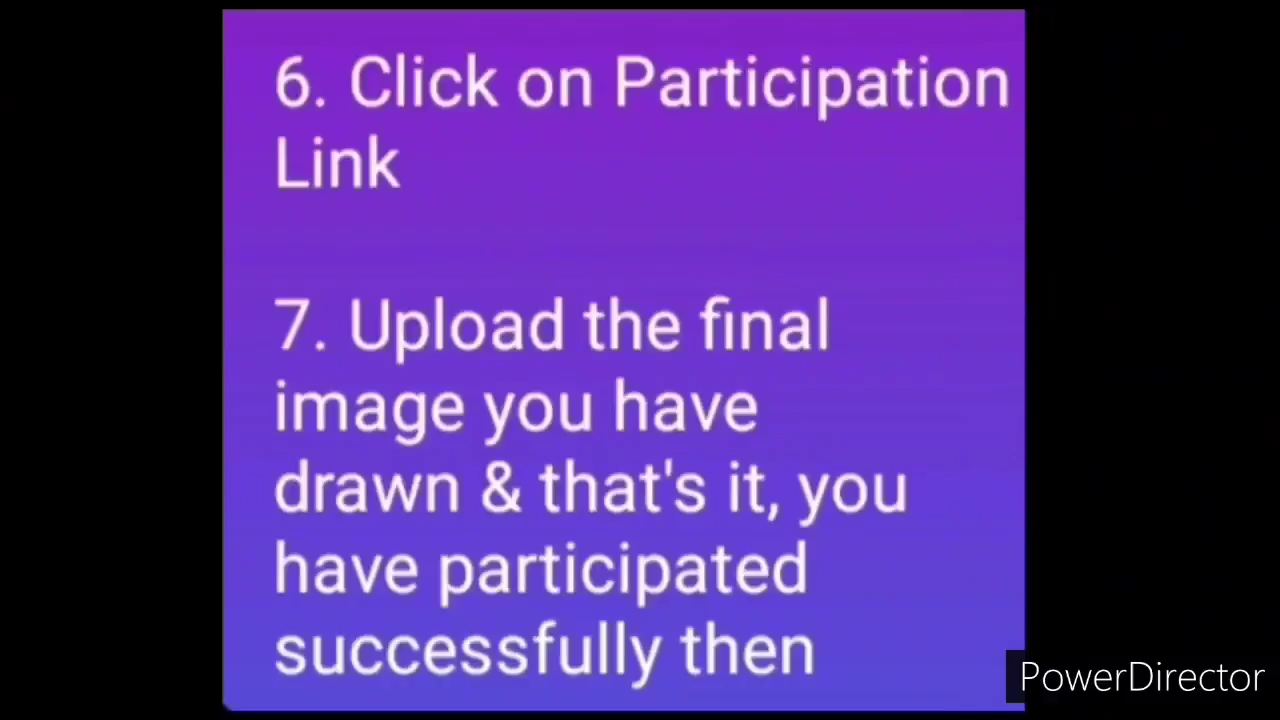 6. Click on Participation
Link
7. Upload the final
image you have
drawn & that's it, you
have participated
successfully then
PowerDirector